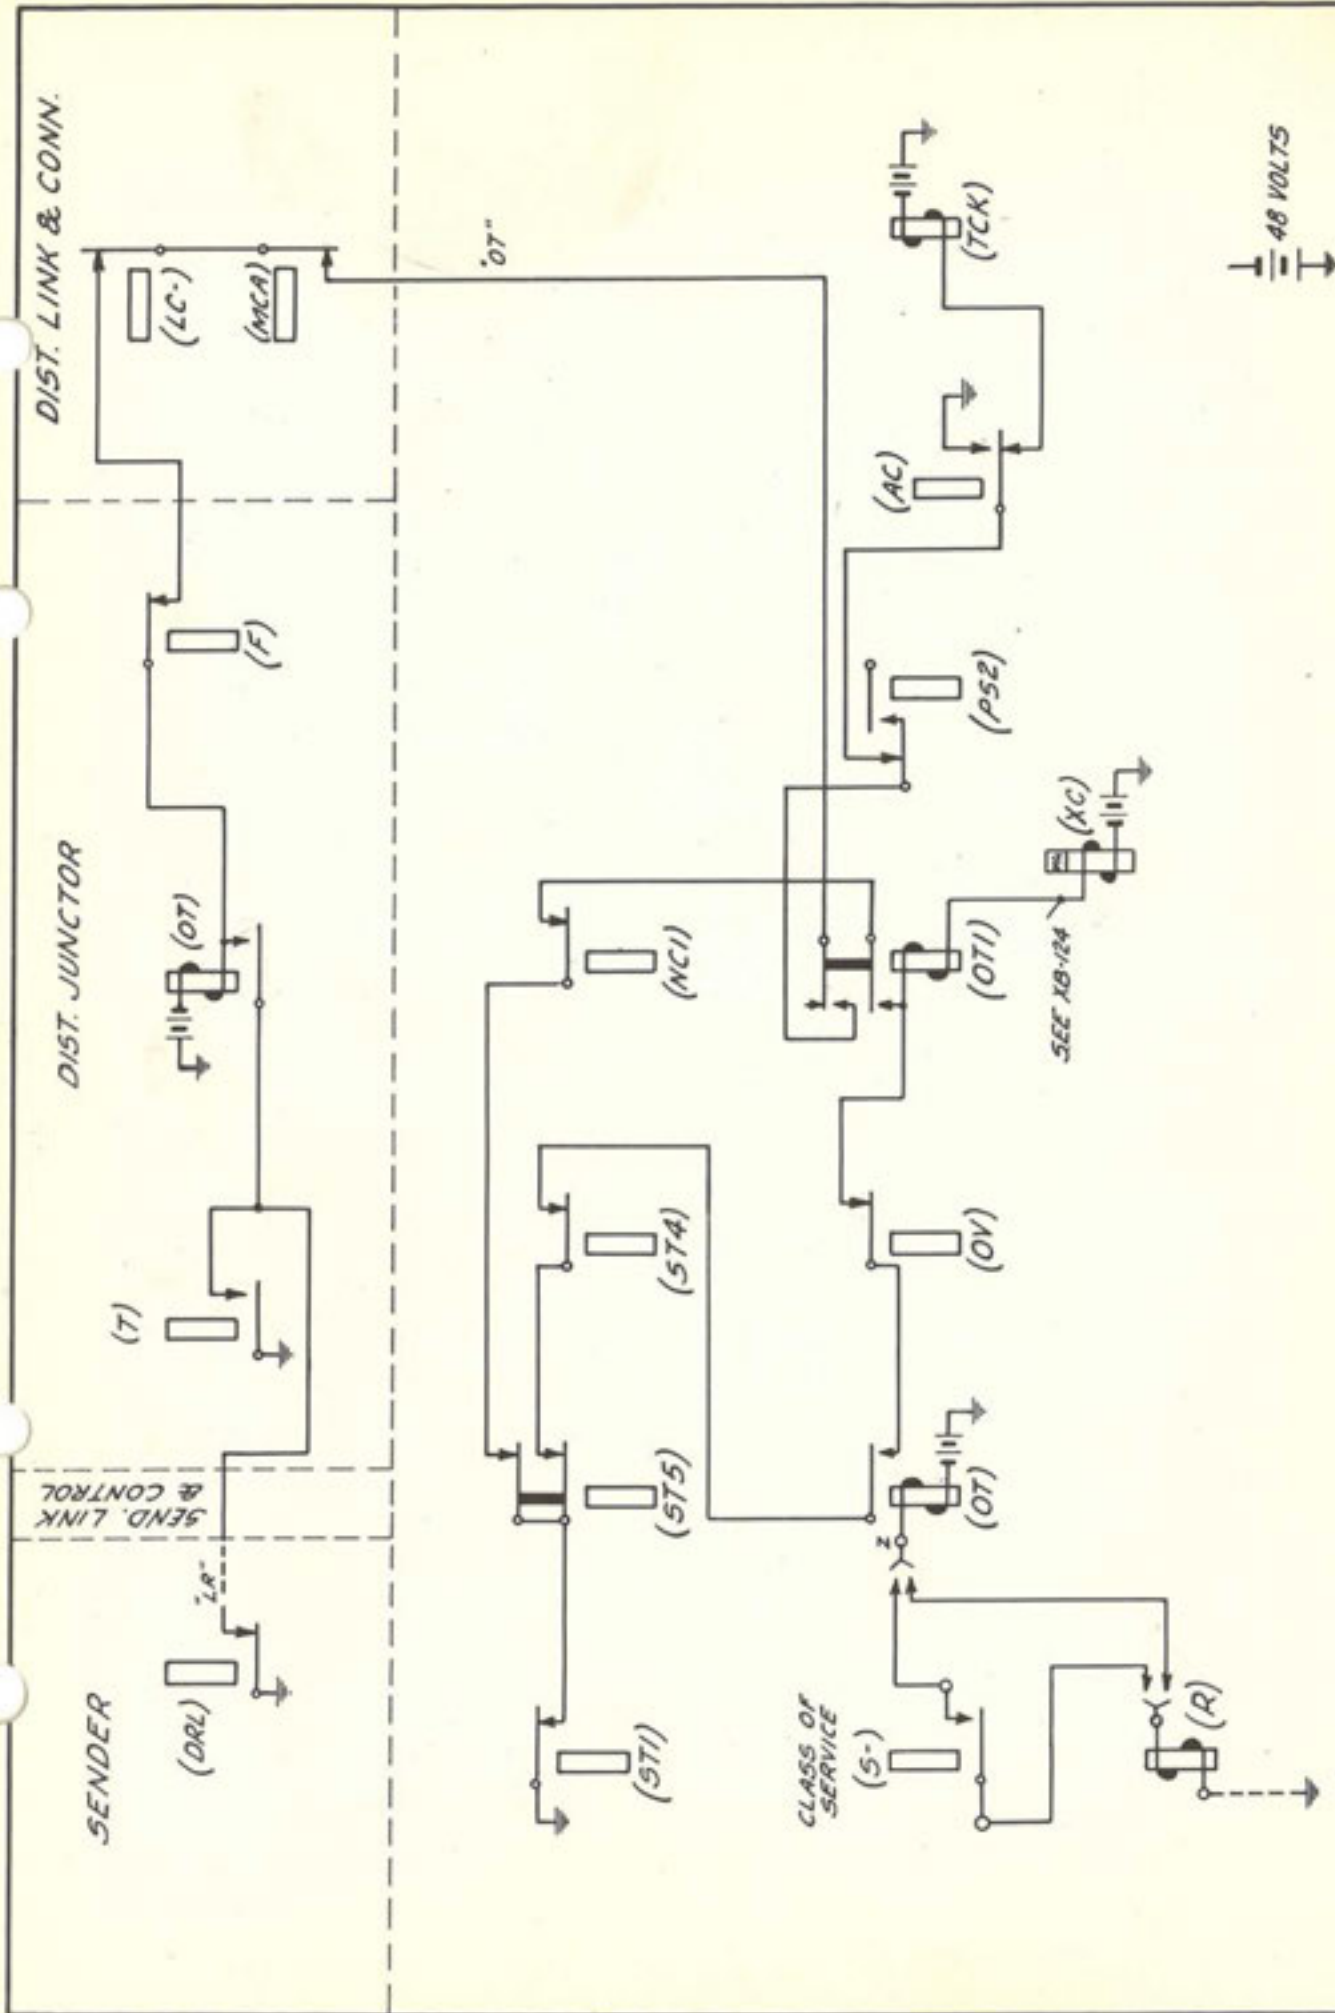 SENDER
SEND. LINK
& CONTROL
DIST. JUNCTOR
DIST. LINK & CONN.
(DRL)
"LR"
(T)
(OT)
(F)
(LC-)
(MCA)
"OT"
(ST1)
(ST5)
(ST4)
(NC1)
CLASS OF
SERVICE
(S-)
Z
(OT)
(OV)
(OT1)
(PS2)
(AC)
(TCK)
(R)
SEE XB-124
(XC)
48 VOLTS